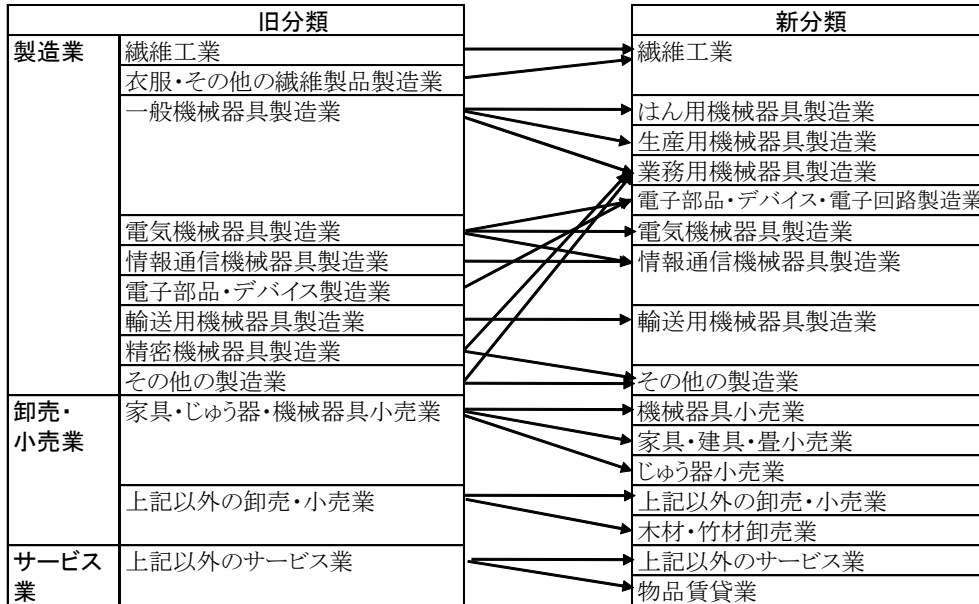 旧分類
新分類
製造業
繊維工業
繊維工業
衣服・その他の繊維製品製造業
一般機械器具製造業
はん用機械器具製造業
生産用機械器具製造業
業務用機械器具製造業
電子部品・デバイス・電子回路製造業
電気機械器具製造業
電気機械器具製造業
情報通信機械器具製造業
情報通信機械器具製造業
電子部品・デバイス製造業
輸送用機械器具製造業
輸送用機械器具製造業
精密機械器具製造業
その他の製造業
その他の製造業
卸売・
小売業
家具・じゅう器・機械器具小売業
機械器具小売業
家具・建具・畳小売業
じゅう器小売業
上記以外の卸売・小売業
上記以外の卸売・小売業
木材・竹材卸売業
サービス
業
上記以外のサービス業
上記以外のサービス業
物品賃貸業